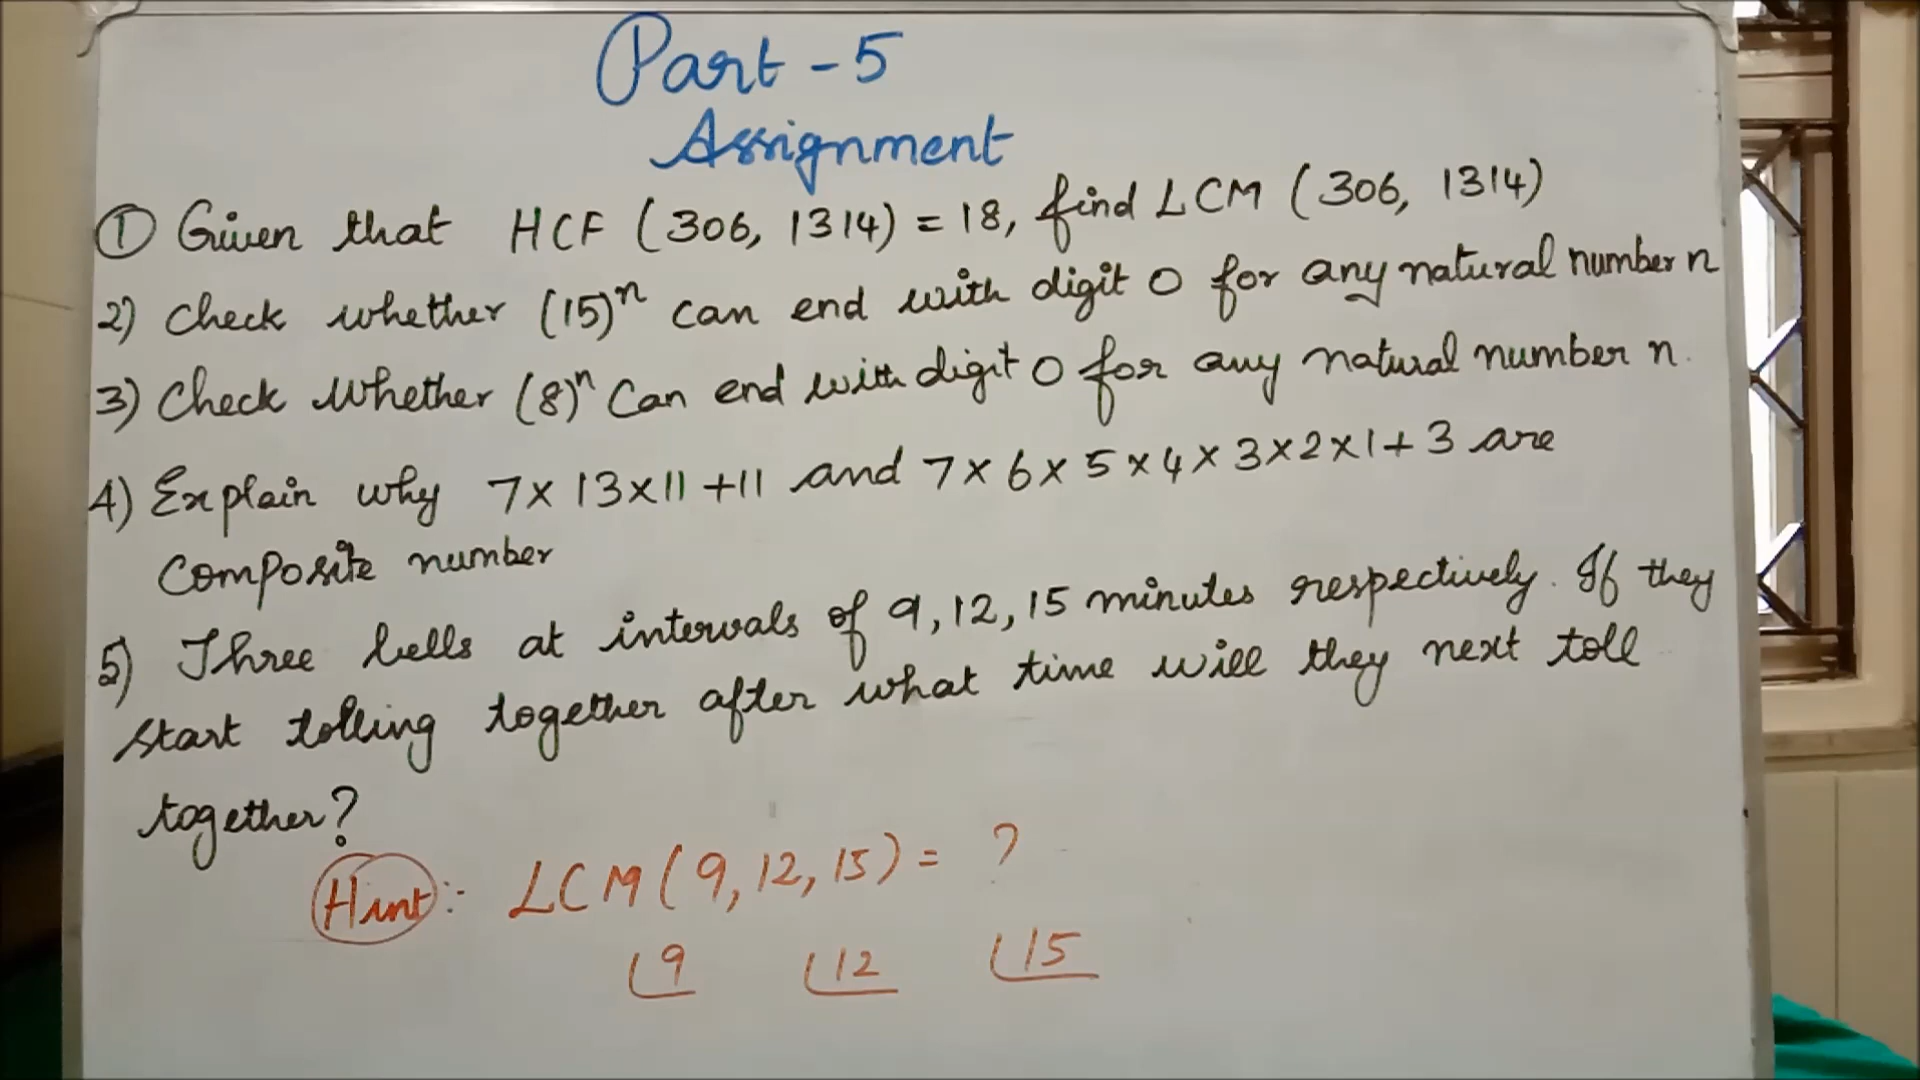 Part - 5
Assignment
① Given that HCF (306, 1314) = 18, find LCM (306, 1314)
2) Check whether (15)ⁿ can end with digit 0 for any natural number n
3) Check Whether (8)ⁿ Can end with digit 0 for any natural number n.
4) Explain why 7 × 13 × 11 + 11 and 7 × 6 × 5 × 4 × 3 × 2 × 1 + 3 are
Composite number
5) Three bells at intervals of 9, 12, 15 minutes respectively. If they
start tolling together after what time will they next toll
together?
Hint :- LCM (9, 12, 15) = ?
9 12 15